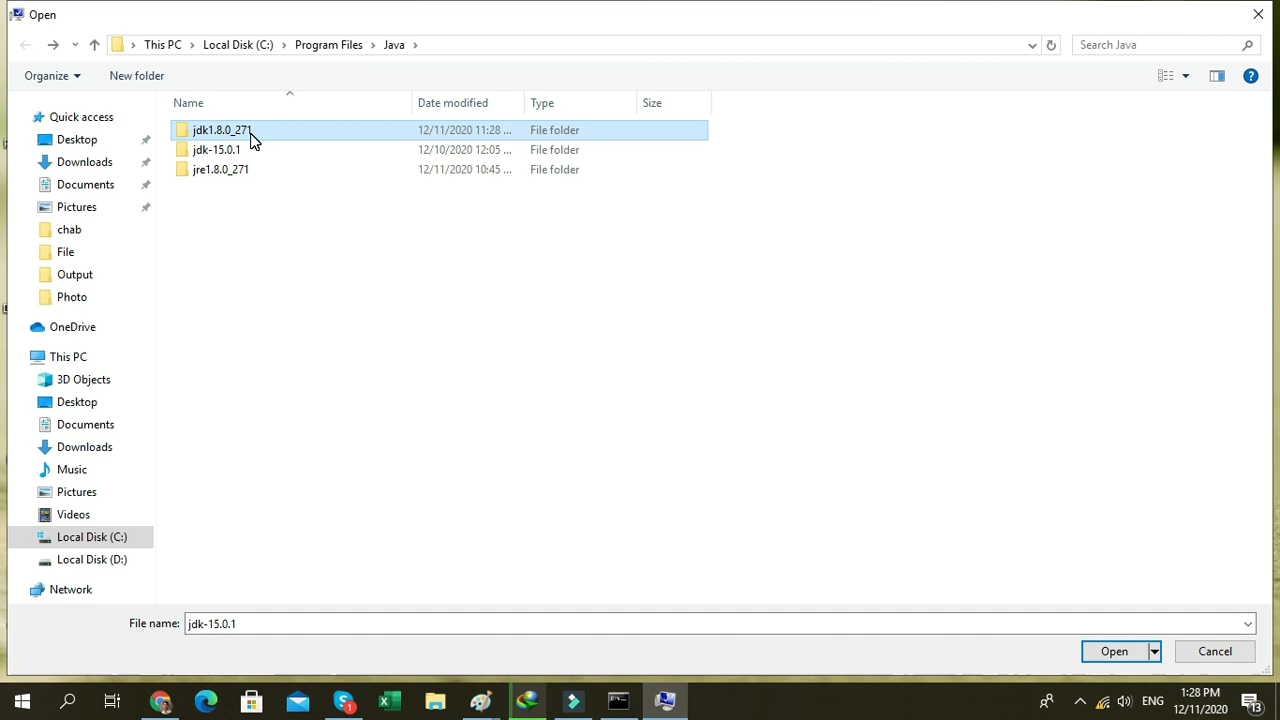 Open
This PC > Local Disk (C:) > Program Files > Java >
Search Java
Organize
New folder
Name
Date modified
Type
Size
jdk1.8.0_271
12/11/2020 11:28 ...
File folder
jdk-15.0.1
12/10/2020 12:05 ...
File folder
jre1.8.0_271
12/11/2020 10:45 ...
File folder
Quick access
Desktop
Downloads
Documents
Pictures
chab
File
Output
Photo
OneDrive
This PC
3D Objects
Desktop
Documents
Downloads
Music
Pictures
Videos
Local Disk (C:)
Local Disk (D:)
Network
File name:
jdk-15.0.1
Open
Cancel
ENG
1:28 PM
12/11/2020
13